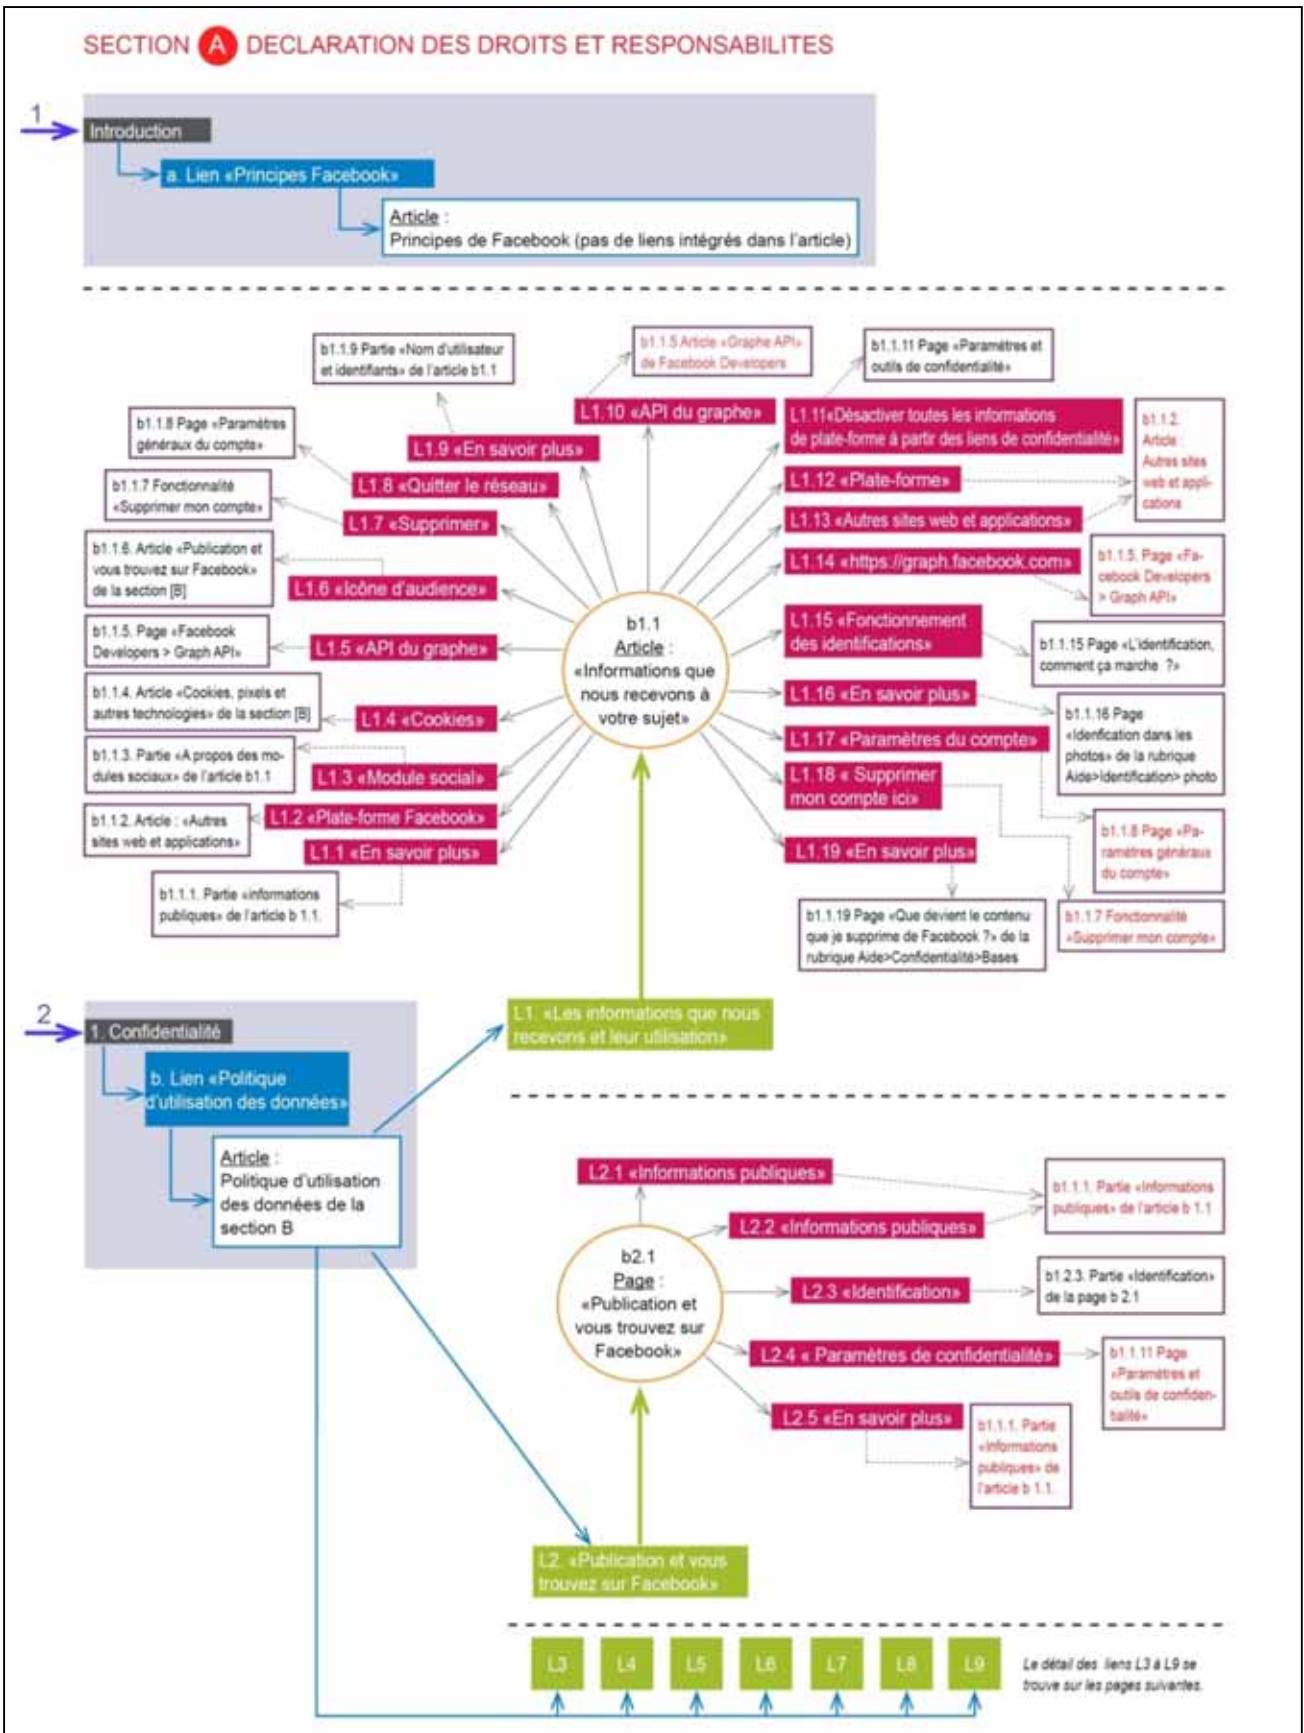 SECTION A DECLARATION DES DROITS ET RESPONSABILITES
1
Introduction
a. Lien «Principes Facebook»
Article :
Principes de Facebook (pas de liens intégrés dans l'article)
b1.1.9 Partie «Nom d'utilisateur
et identifiants» de l'article b1.1
b1.1.5 Article «Graphe API»
de Facebook Developers
b1.1.11 Page «Paramètres et
outils de confidentialité»
b1.1.8 Page «Paramètres
généraux du compte»
L1.9 «En savoir plus»
L1.10 «API du graphe»
L1.11«Désactiver toutes les informations
de plate-forme à partir des liens de confidentialité»
b1.1.2.
Article :
Autres sites
web et appli-
cations
b1.1.7 Fonctionnalité
«Supprimer mon compte»
L1.8 «Quitter le réseau»
L1.12 «Plate-forme»
L1.7 «Supprimer»
L1.13 «Autres sites web et applications»
b1.1.6. Article «Publication et
vous trouvez sur Facebook»
de la section [B]
L1.6 «Icône d'audience»
L1.14 «https://graph.facebook.com»
b1.1.5. Page «Fa-
cebook Developers
> Graph API»
b1.1.5. Page «Facebook
Developers > Graph API»
L1.5 «API du graphe»
b1.1
Article :
«Informations que
nous recevons à
votre sujet»
L1.15 «Fonctionnement
des identifications»
b1.1.15 Page «L'identification,
comment ça marche ?»
b1.1.4. Article «Cookies, pixels et
autres technologies» de la section [B]
L1.4 «Cookies»
L1.16 «En savoir plus»
b1.1.16 Page
«Idenfication dans les
photos» de la rubrique
Aide>Identification> photo
b1.1.3. Partie «A propos des mo-
dules sociaux» de l'article b1.1
L1.3 «Module social»
L1.17 «Paramètres du compte»
L1.18 « Supprimer
mon compte ici»
b1.1.2. Article : «Autres
sites web et applications»
L1.2 «Plate-forme Facebook»
b1.1.8 Page «Pa-
ramètres généraux
du compte»
L1.1 «En savoir plus»
L1.19 «En savoir plus»
b1.1.1. Partie «informations
publiques» de l'article b 1.1.
b1.1.19 Page «Que devient le contenu
que je supprime de Facebook ?» de la
rubrique Aide>Confidentialité>Bases
b1.1.7 Fonctionnalité
«Supprimer mon compte»
2
1. Confidentialité
b. Lien «Politique
d'utilisation des données»
Article :
Politique d'utilisation
des données de la
section B
L1. «Les informations que nous
recevons et leur utilisation»
L2.1 «Informations publiques»
b1.1.1. Partie «Informations
publiques» de l'article b 1.1
L2.2 «Informations publiques»
b2.1
Page :
«Publication et
vous trouvez sur
Facebook»
L2.3 «Identification»
b1.2.3. Partie «Identification»
de la page b 2.1
L2.4 « Paramètres de confidentialité»
b1.1.11 Page
«Paramètres et
outils de confiden-
tialité»
L2.5 «En savoir plus»
b1.1.1. Partie
«Informations
publiques» de
l'article b 1.1.
L2. «Publication et vous
trouvez sur Facebook»
L3 L4 L5 L6 L7 L8 L9
Le détail des liens L3 à L9 se
trouve sur les pages suivantes.